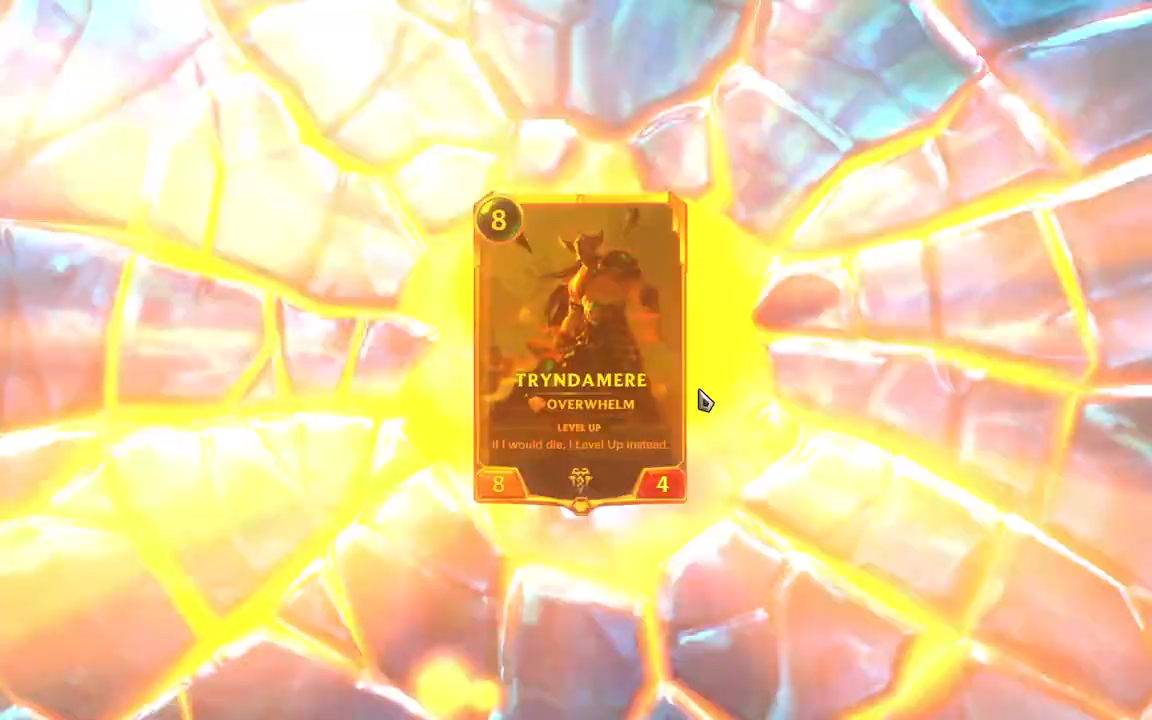 8
TRYNDAMERE
OVERWHELM
LEVEL UP
If I would die, I Level Up instead.
8 4